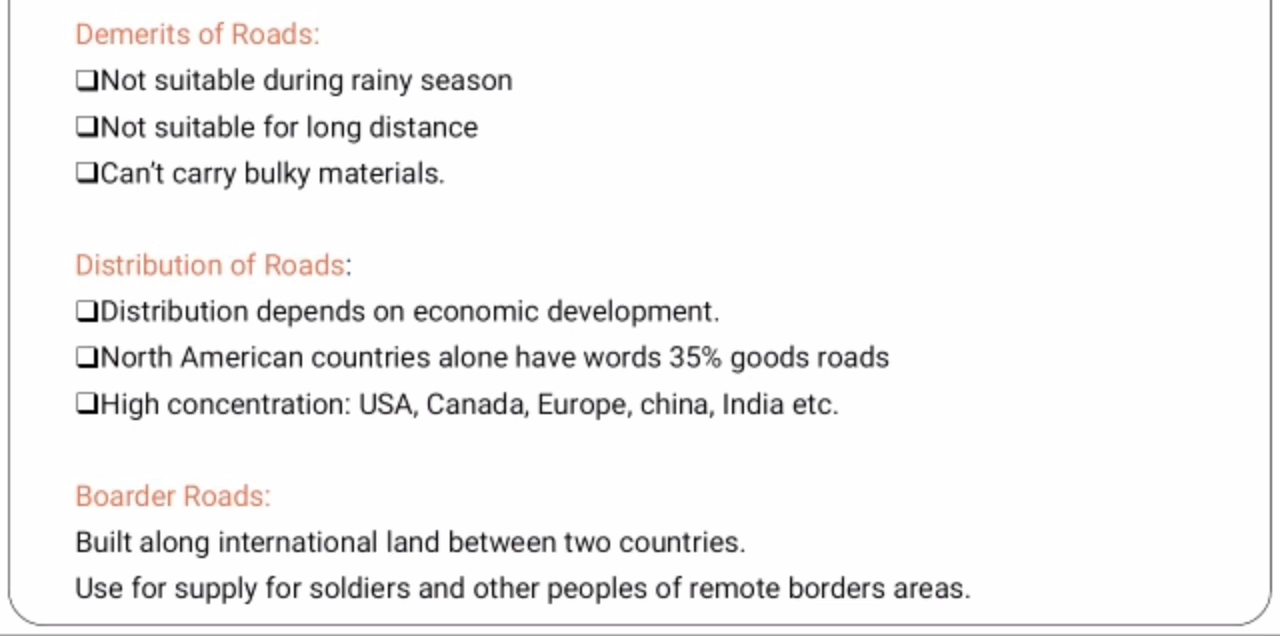 Demerits of Roads:
❑Not suitable during rainy season
❑Not suitable for long distance
❑Can’t carry bulky materials.
Distribution of Roads:
❑Distribution depends on economic development.
❑North American countries alone have words 35% goods roads
❑High concentration: USA, Canada, Europe, china, India etc.
Boarder Roads:
Built along international land between two countries.
Use for supply for soldiers and other peoples of remote borders areas.